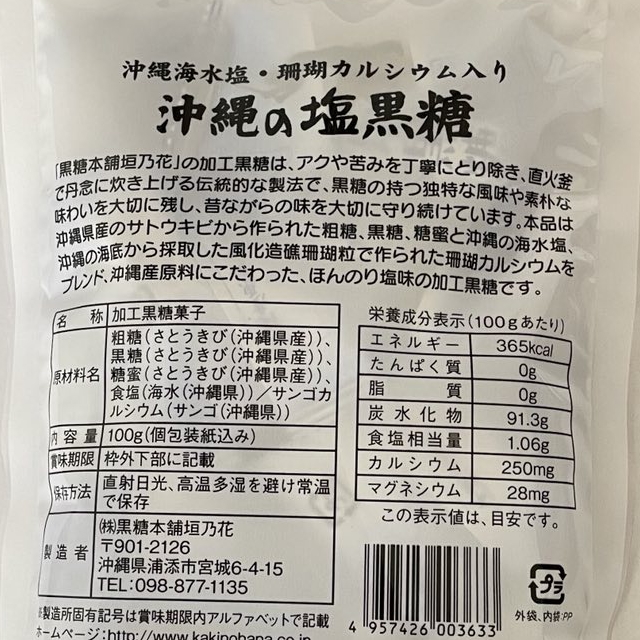 沖縄海水塩・珊瑚カルシウム入り
沖縄の塩黒糖
「黒糖本舗垣乃花」の加工黒糖は、アクや苦みを丁寧にとり除き、直火釜
で丹念に炊き上げる伝統的な製法で、黒糖の持つ独特な風味や素朴な
味わいを大切に残し、昔ながらの味を大切に守り続けています。本品は
沖縄県産のサトウキビから作られた粗糖、黒糖、糖蜜と沖縄の海水塩、
沖縄の海底から採取した風化造礁珊瑚粒で作られた珊瑚カルシウムを
ブレンド、沖縄産原料にこだわった、ほんのり塩味の加工黒糖です。
名称 加工黒糖菓子
原材料名 粗糖(さとうきび(沖縄県産))、
黒糖(さとうきび(沖縄県産))、
糖蜜(さとうきび(沖縄県産))、
食塩(海水(沖縄県))/サンゴカ
ルシウム(サンゴ(沖縄県))
内容量 100g(個包装紙込み)
賞味期限 枠外下部に記載
保存方法 直射日光、高温多湿を避け常温
で保存
製造者 ㈱黒糖本舗垣乃花
〒901-2126
沖縄県浦添市宮城6-4-15
TEL:098-877-1135
製造所固有記号は賞味期限内アルファベットで記載
ホームページ:http://www.kakinohana.co.jp
栄養成分表示(100gあたり)
エネルギー 365kcal
たんぱく質 0g
脂質 0g
炭水化物 91.3g
食塩相当量 1.06g
カルシウム 250mg
マグネシウム 28mg
この表示値は、目安です。
4 957426 003633
プラ
外袋、内袋:PP